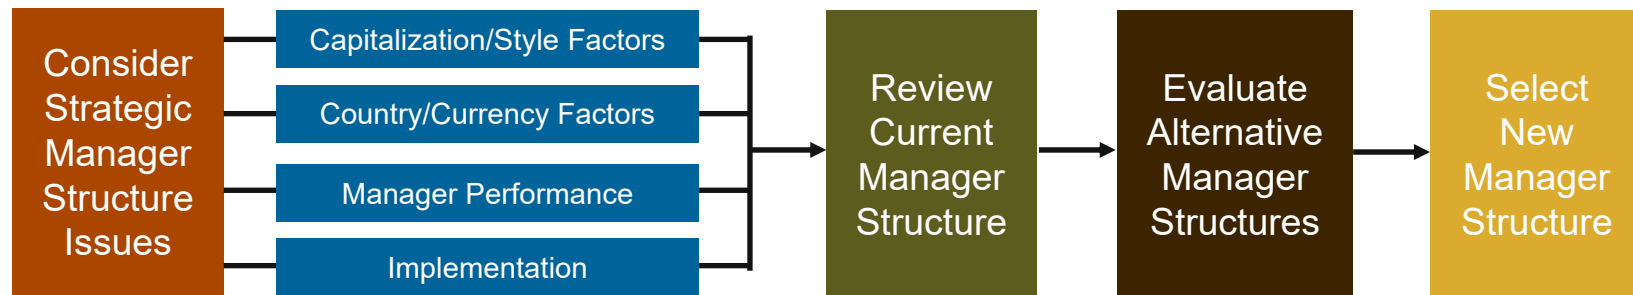 Consider
Strategic
Manager
Structure
Issues
Capitalization/Style Factors
Country/Currency Factors
Manager Performance
Implementation
Review
Current
Manager
Structure
Evaluate
Alternative
Manager
Structures
Select
New
Manager
Structure